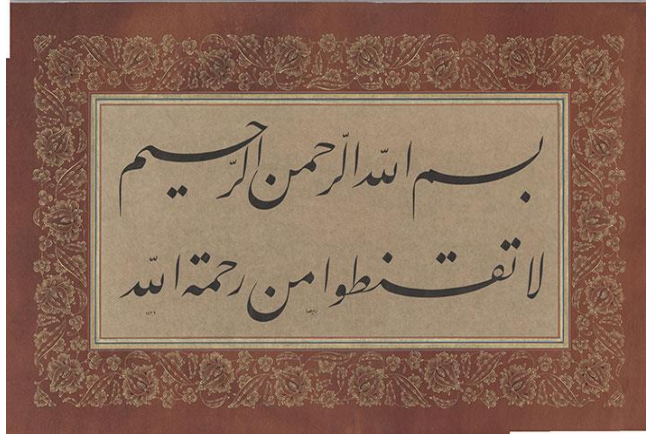 بسم الله الرّحمن الرّحيم
لا تقنطوا من رحمة الله